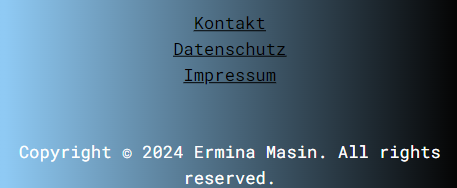 Kontakt
Datenschutz
Impressum
Copyright © 2024 Ermina Masin. All rights
reserved.